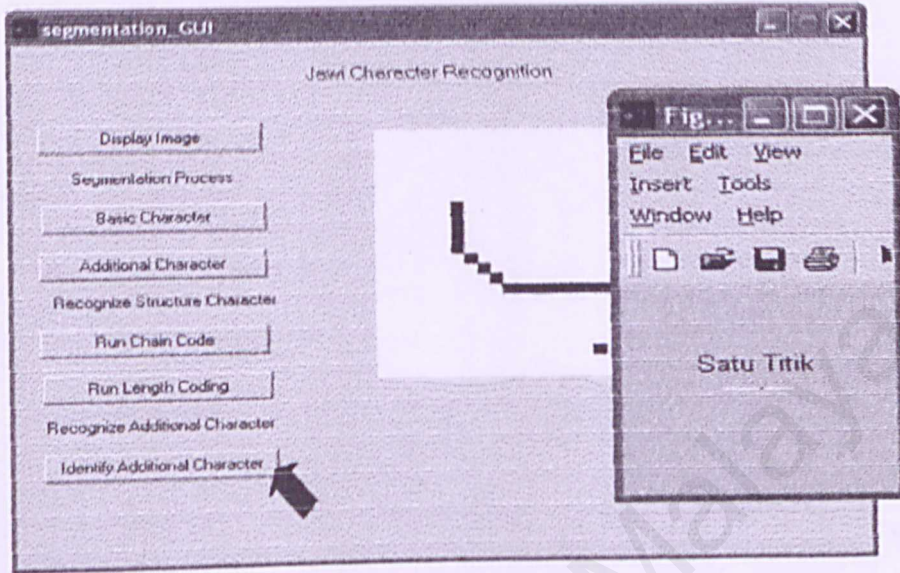 segmentation_GUI
Jawi Cherecter Recognition
Display Image
Segmentation Process
Basic Character
Additional Character
Recognize Structure Character
Run Chain Code
Run Length Coding
Recognize Additional Character
Identify Additional Character
Fig...
File Edit View
Insert Tools
Window Help
Satu Titik
Malaya